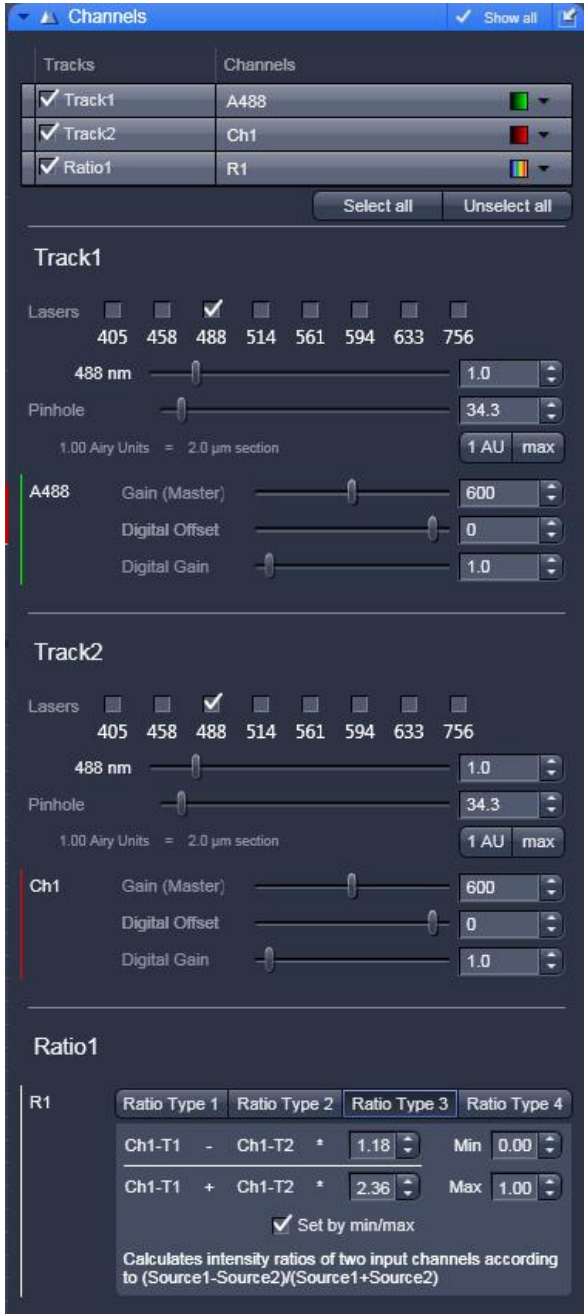 Channels Show all
Tracks Channels
Track1 A488
Track2 Ch1
Ratio1 R1
Select all Unselect all
Track1
Lasers
405 458 488 514 561 594 633 756
488 nm 1.0
Pinhole 34.3
1.00 Airy Units = 2.0 µm section 1 AU max
A488 Gain (Master) 600
Digital Offset 0
Digital Gain 1.0
Track2
Lasers
405 458 488 514 561 594 633 756
488 nm 1.0
Pinhole 34.3
1.00 Airy Units = 2.0 µm section 1 AU max
Ch1 Gain (Master) 600
Digital Offset 0
Digital Gain 1.0
Ratio1
R1 Ratio Type 1 Ratio Type 2 Ratio Type 3 Ratio Type 4
Ch1-T1 - Ch1-T2 * 1.18 Min 0.00
Ch1-T1 + Ch1-T2 * 2.36 Max 1.00
Set by min/max
Calculates intensity ratios of two input channels according
to (Source1-Source2)/(Source1+Source2)